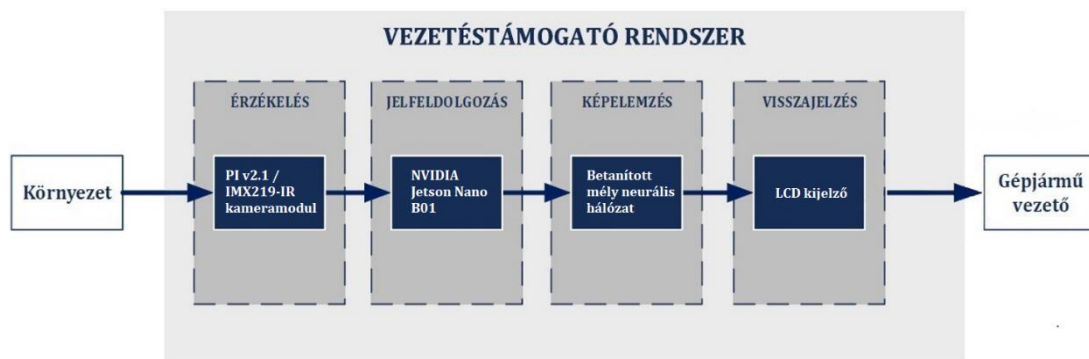 VEZETÉSTÁMOGATÓ RENDSZER
ÉRZÉKELÉS
JELFELDOLGOZÁS
KÉPELEMZÉS
VISSZAJELZÉS
Környezet
PI v2.1 /
IMX219-IR
kameramodul
NVIDIA
Jetson Nano
B01
Betanított
mély neurális
hálózat
LCD kijelző
Gépjármű
vezető